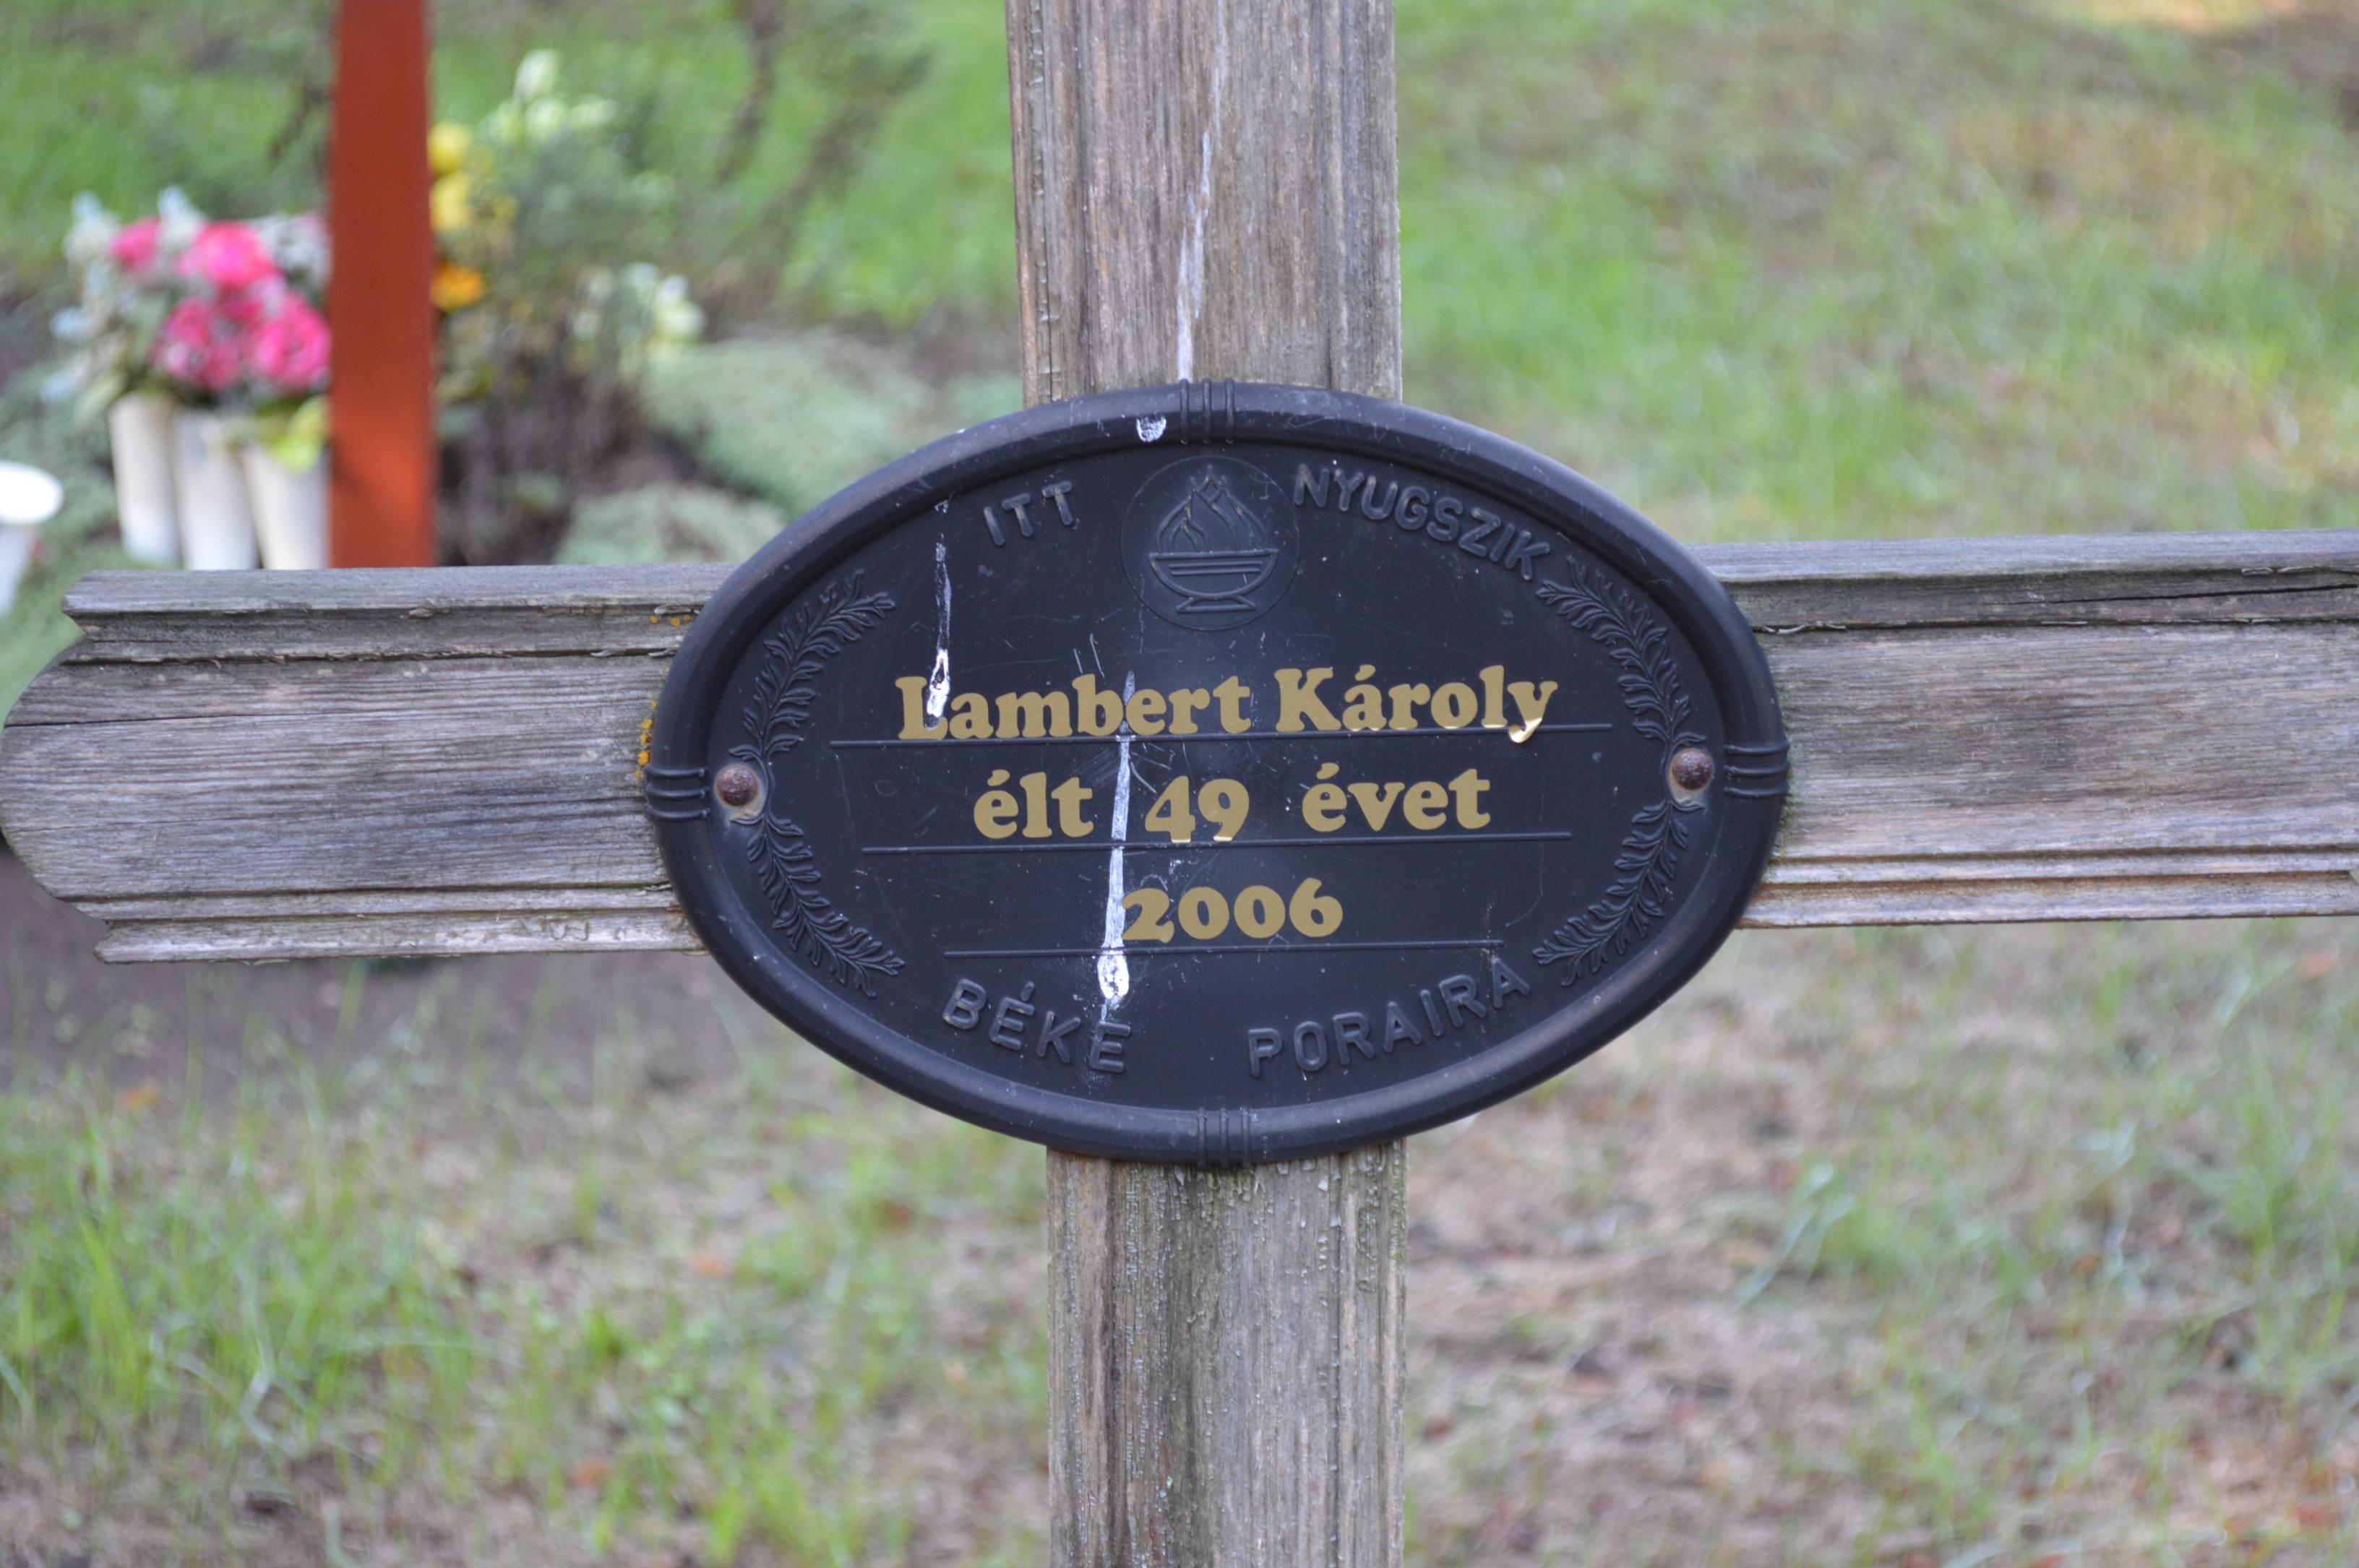 ITT NYUGSZIK
Lambert Károly
élt 49 évet
2006
BÉKE PORAIRA